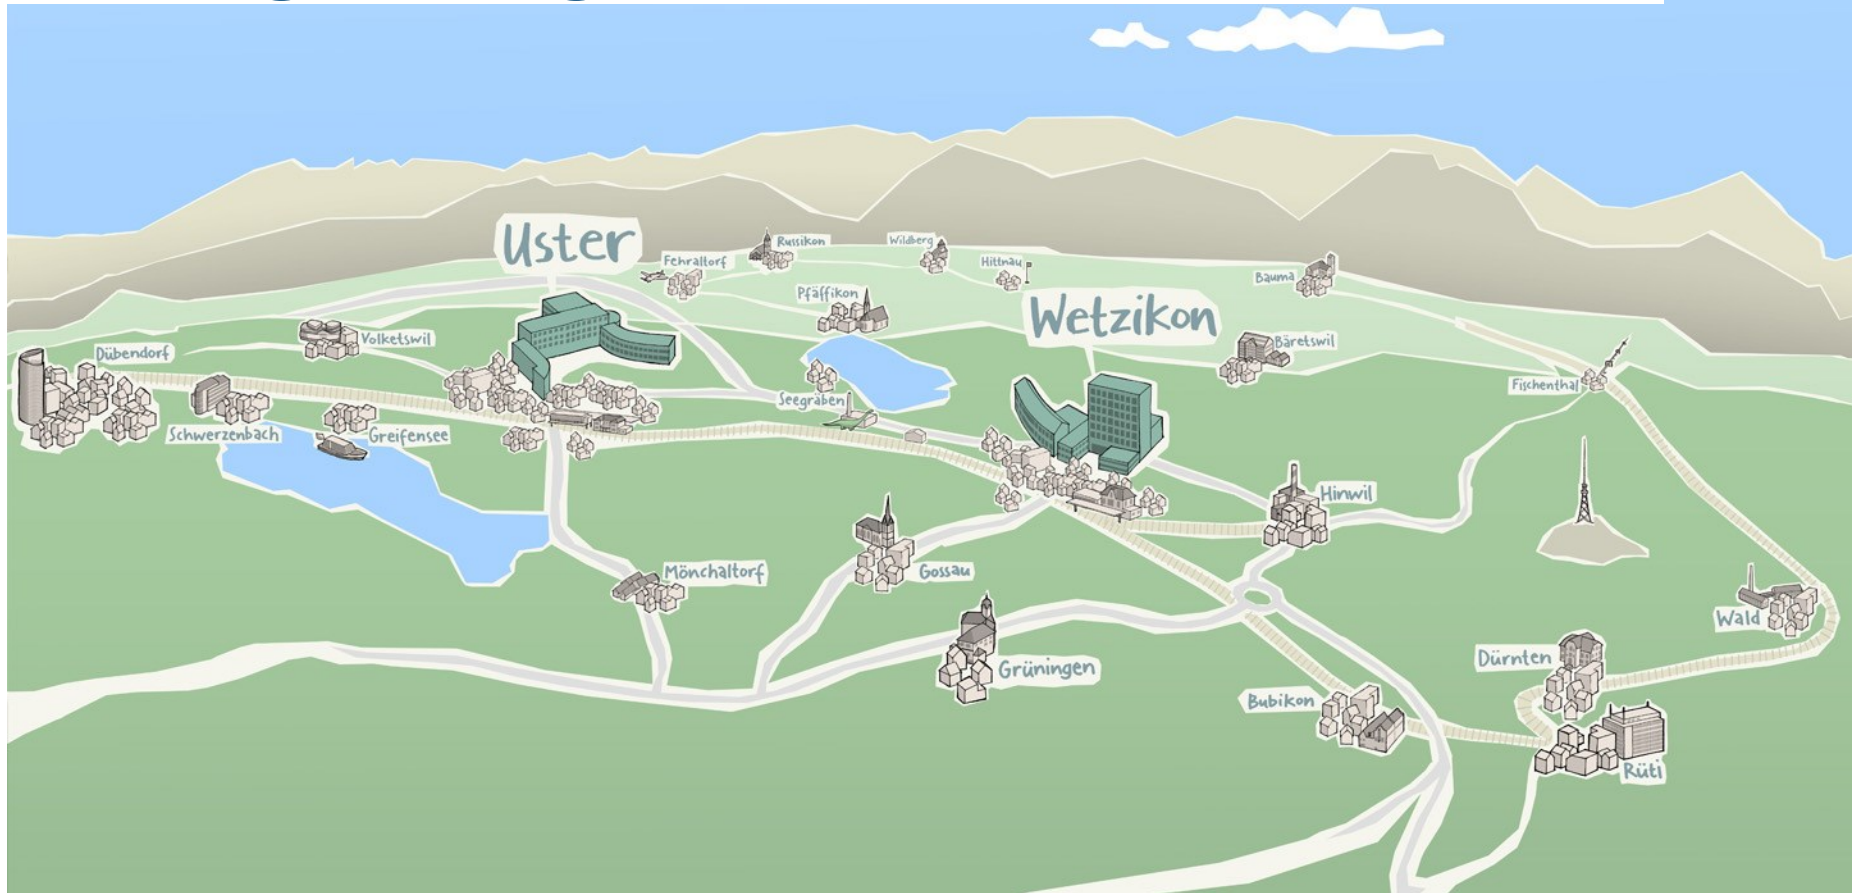 Uster
Russikon
Wildberg
Fehraltorf
Hittnau
Bauma
Pfäffikon
Wetzikon
Volketswil
Bäretswil
Dübendorf
Fischenthal
Seegräben
Schwerzenbach
Greifensee
Hinwil
Mönchaltorf
Gossau
Wald
Dürnten
Grüningen
Bubikon
Rüti